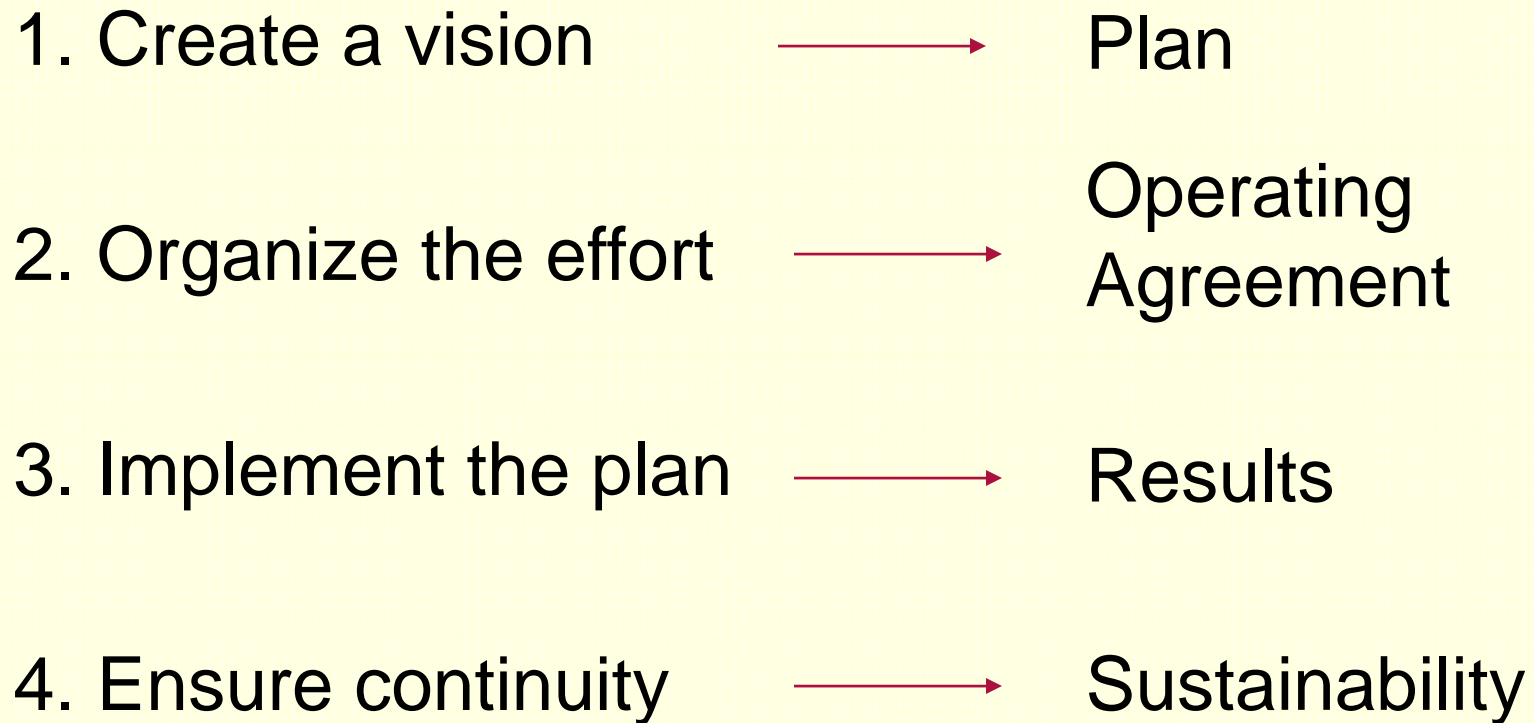 1. Create a vision
Plan
2. Organize the effort
Operating
Agreement
3. Implement the plan
Results
4. Ensure continuity
Sustainability